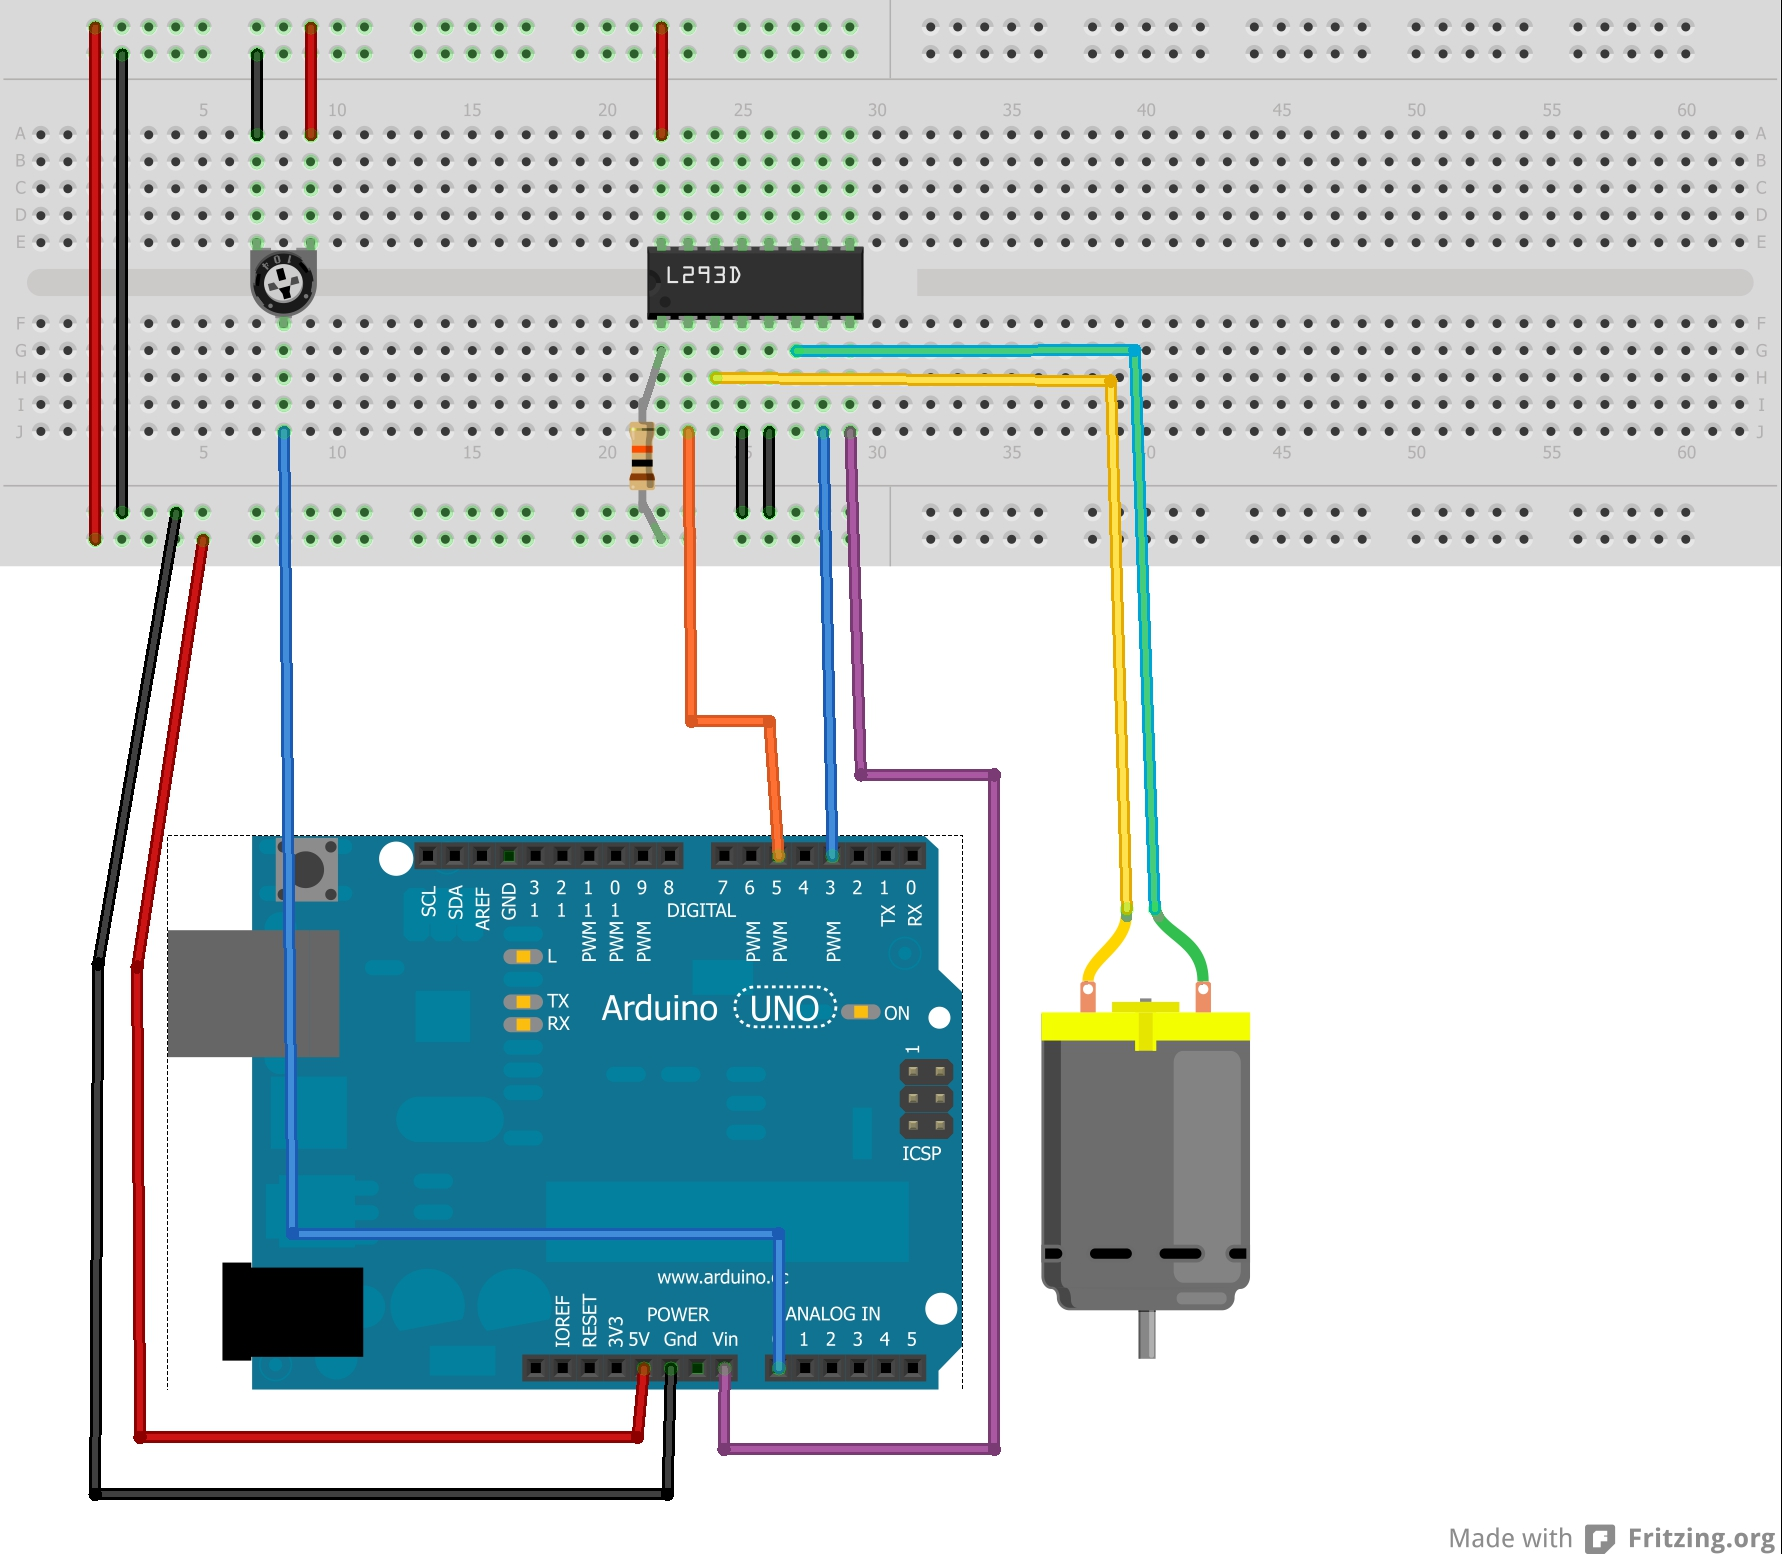 5 10 15 20 25 30 35 40 45 50 55 60
A A
B B
C C
D D
E E
104
L293D
F F
G G
H H
I I
J J
5 10 15 20 30 35 40 45 50 55 60
SCL SDA AREF GND 13 12 11 10 9 8 7 6 5 4 3 2 1 0
PWM PWM PWM DIGITAL PWM PWM PWM TX RX
L
TX
RX
Arduino UNO ON
1
ICSP
www.arduino.cc
POWER ANALOG IN
IOREF RESET 3V3 5V Gnd Vin 1 2 3 4 5
Made with Fritzing.org